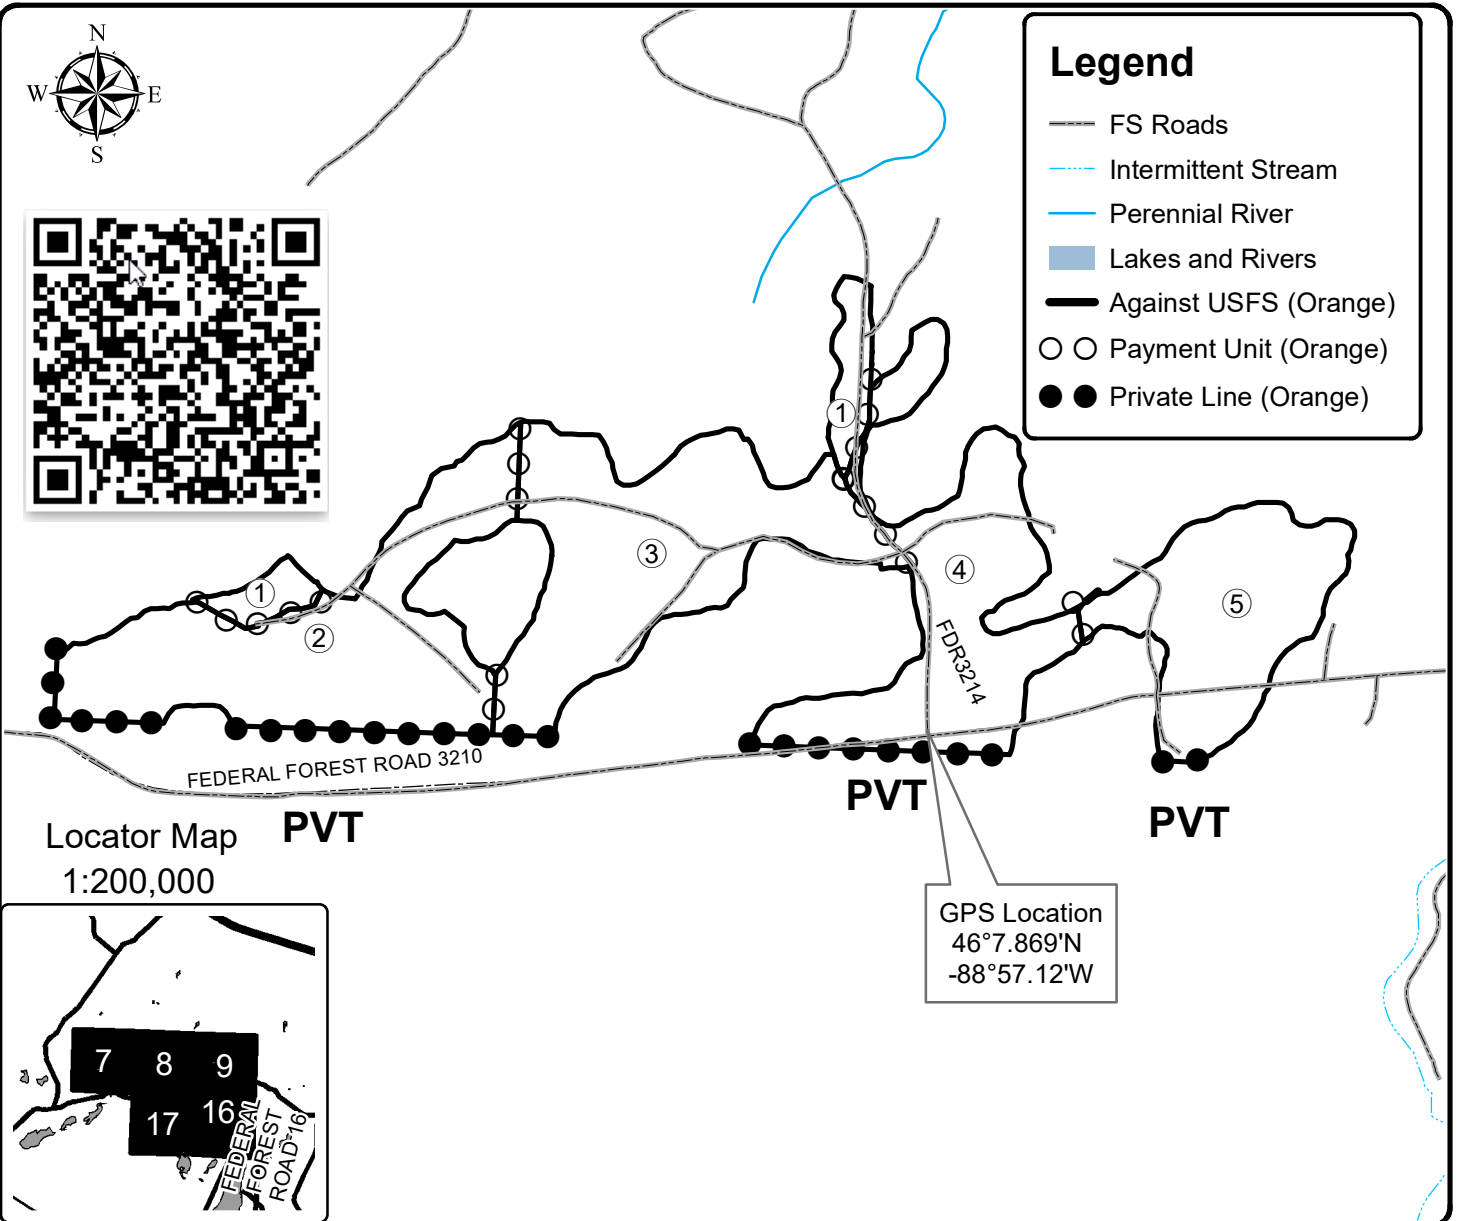 N
W E
S
Legend
FS Roads
Intermittent Stream
Perennial River
Lakes and Rivers
Against USFS (Orange)
Payment Unit (Orange)
Private Line (Orange)
1
1
2
3
4
5
FDR3214
FEDERAL FOREST ROAD 3210
PVT
PVT
PVT
Locator Map
1:200,000
GPS Location
46°7.869'N
-88°57.12'W
7 8 9
17 16
FEDERAL
FOREST
ROAD 16